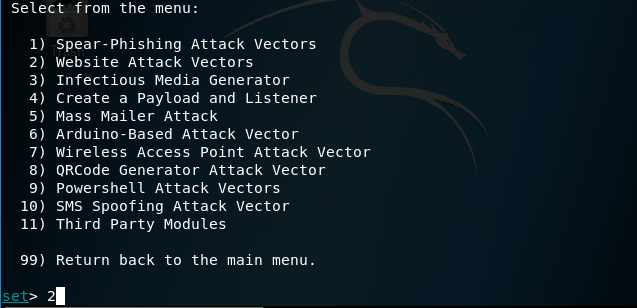 Select from the menu:
1) Spear-Phishing Attack Vectors
2) Website Attack Vectors
3) Infectious Media Generator
4) Create a Payload and Listener
5) Mass Mailer Attack
6) Arduino-Based Attack Vector
7) Wireless Access Point Attack Vector
8) QRCode Generator Attack Vector
9) Powershell Attack Vectors
10) SMS Spoofing Attack Vector
11) Third Party Modules
99) Return back to the main menu.
set> 2